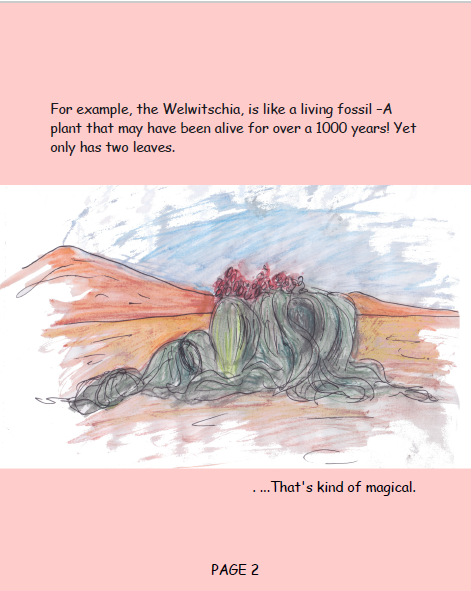 For example, the Welwitschia, is like a living fossil –A
plant that may have been alive for over a 1000 years! Yet
only has two leaves.
. ...That's kind of magical.
PAGE 2